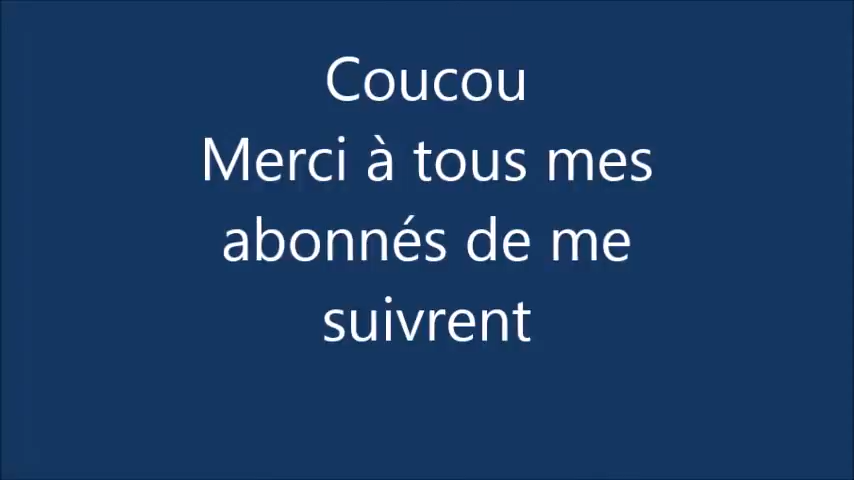 Coucou
Merci à tous mes
abonnés de me
suivrent